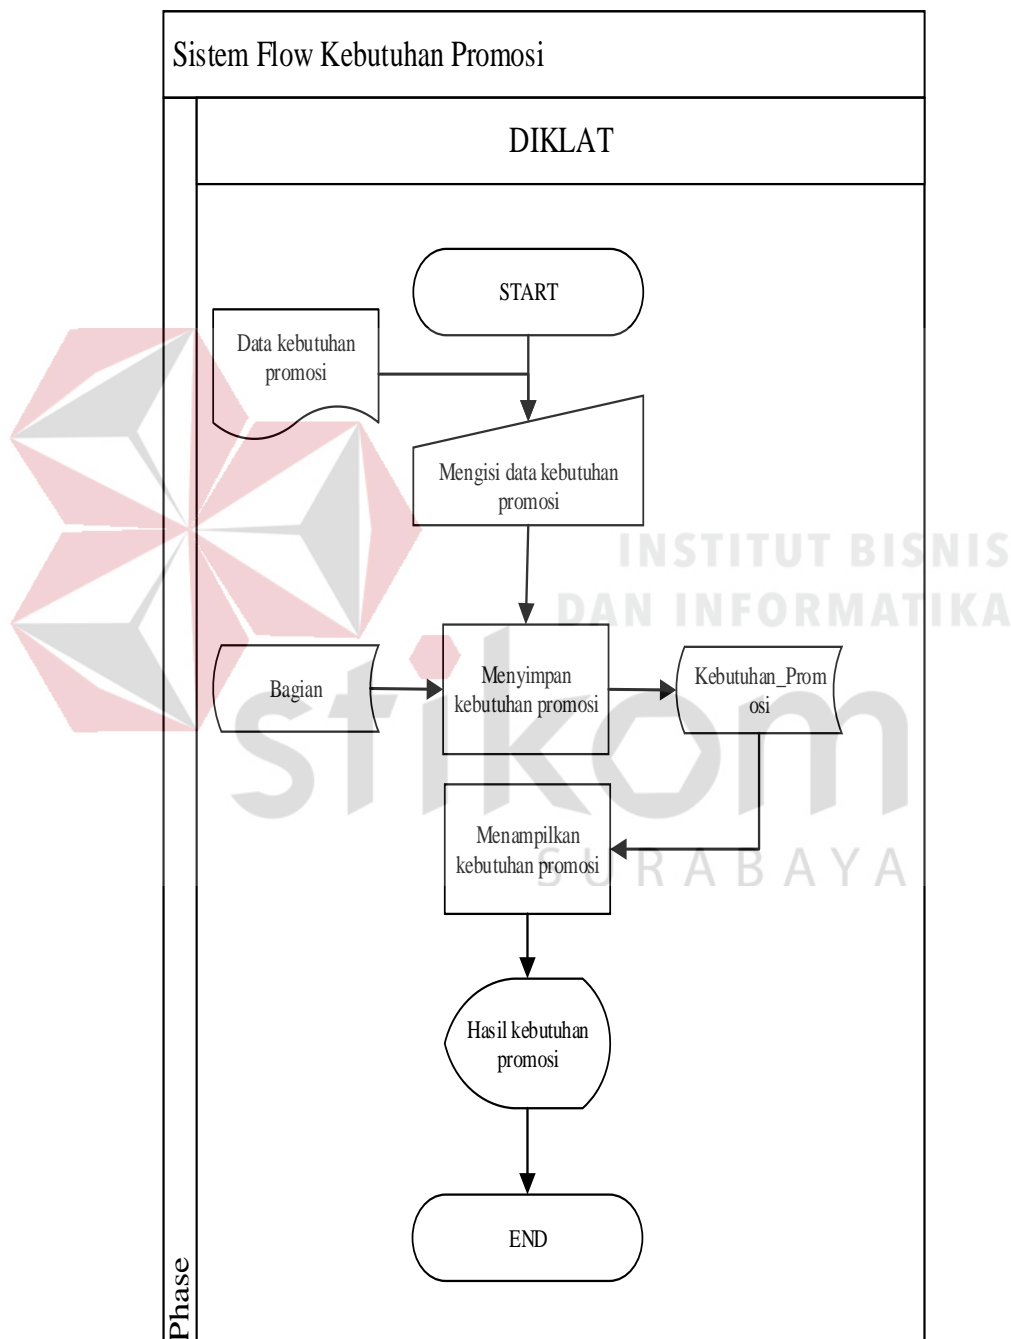 Sistem Flow Kebutuhan Promosi
DIKLAT
START
Data kebutuhan
promosi
Mengisi data kebutuhan
promosi
INSTITUT BISNIS
DAN INFORMATIKA
Bagian
Menyimpan
kebutuhan promosi
Kebutuhan_Prom
osi
stikom
Menampilkan
kebutuhan promosi
SURABAYA
Hasil kebutuhan
promosi
END
Phase